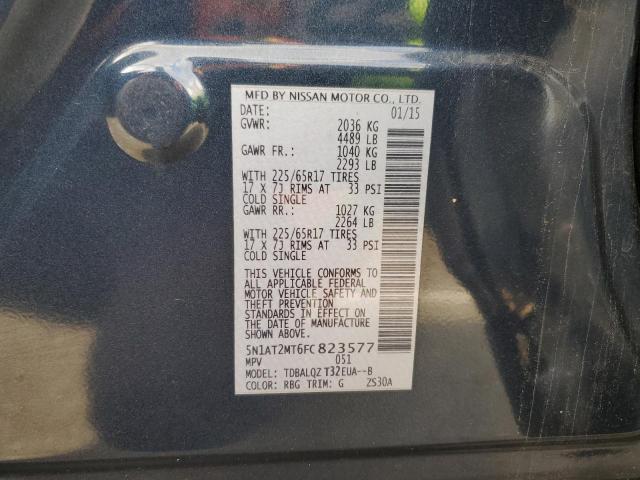 MFD BY NISSAN MOTOR CO., LTD.
DATE: 01/15
GVWR: 2036 KG
4489 LB
GAWR FR.: 1040 KG
2293 LB
WITH 225/65R17 TIRES
17 X 7J RIMS AT 33 PSI
COLD SINGLE
GAWR RR.: 1027 KG
2264 LB
WITH 225/65R17 TIRES
17 X 7J RIMS AT 33 PSI
COLD SINGLE
THIS VEHICLE CONFORMS TO
ALL APPLICABLE FEDERAL
MOTOR VEHICLE SAFETY AND
THEFT PREVENTION
STANDARDS IN EFFECT ON
THE DATE OF MANUFACTURE
SHOWN ABOVE.
5N1AT2MT6FC823577
MPV 051
MODEL: TDBALQZ T32EUA--B
COLOR: RBG TRIM: G ZS30A